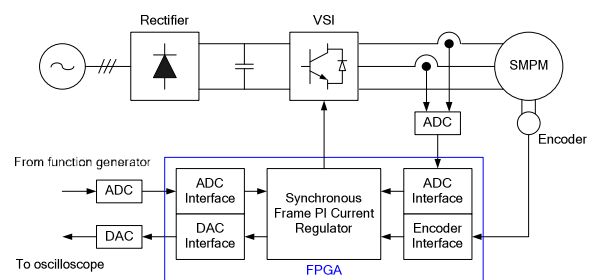 Rectifier
VSI
SMPM
ADC
Encoder
From function generator
ADC
ADC
Interface
DAC
Interface
Synchronous
Frame PI Current
Regulator
ADC
Interface
Encoder
Interface
DAC
To oscilloscope
FPGA